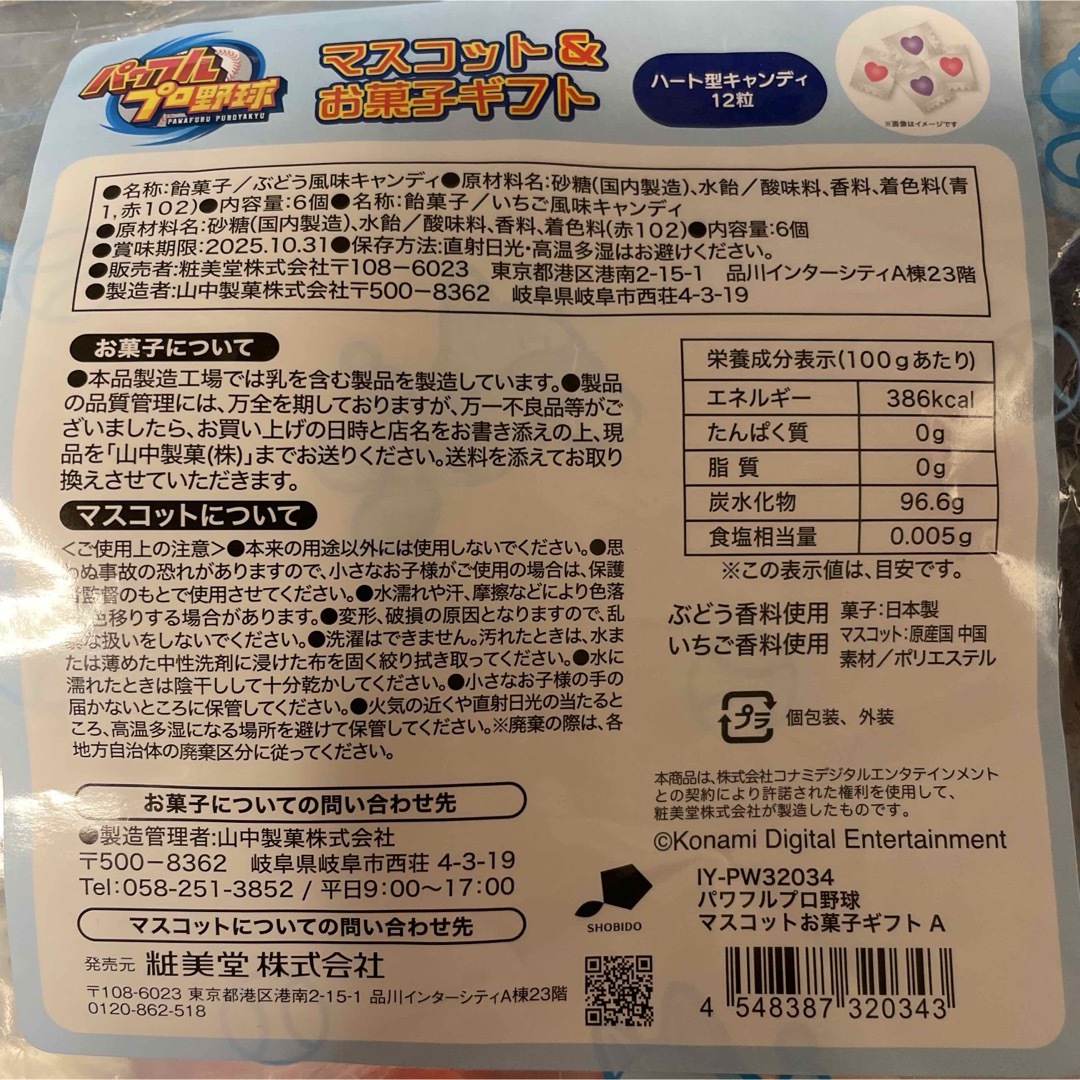 パワフル
プロ野球
PAWAFURU PUROYAKYU
マスコット&
お菓子ギフト
ハート型キャンディ
12粒
※画像はイメージです
●名称:飴菓子/ぶどう風味キャンディ●原材料名:砂糖(国内製造)、水飴/酸味料、香料、着色料(青
1,赤102)●内容量:6個●名称:飴菓子/いちご風味キャンディ
●原材料名:砂糖(国内製造)、水飴/酸味料、香料、着色料(赤102)●内容量:6個
●賞味期限:2025.10.31●保存方法:直射日光・高温多湿はお避けください。
●販売者:粧美堂株式会社〒108-6023 東京都港区港南2-15-1 品川インターシティA棟23階
●製造者:山中製菓株式会社〒500-8362 岐阜県岐阜市西荘4-3-19
お菓子について
●本品製造工場では乳を含む製品を製造しています。●製品
の品質管理には、万全を期しておりますが、万一不良品等がご
ざいましたら、お買い上げの日時と店名をお書き添えの上、現
品を「山中製菓(株)」までお送りください。送料を添えてお取り
換えさせていただきます。
マスコットについて
<ご使用上の注意>●本来の用途以外には使用しないでください。●思
わぬ事故の恐れがありますので、小さなお子様がご使用の場合は、保護
者監督のもとで使用させてください。●水濡れや汗、摩擦などにより色落
色移りする場合があります。●変形、破損の原因となりますので、乱
な扱いをしないでください。●洗濯はできません。汚れたときは、水ま
たは薄めた中性洗剤に浸けた布を固く絞り拭き取ってください。●水に
濡れたときは陰干しして十分乾かしてください。●小さなお子様の手の
届かないところに保管してください。●火気の近くや直射日光の当たると
ころ、高温多湿になる場所を避けて保管してください。※廃棄の際は、各
地方自治体の廃棄区分に従ってください。
お菓子についての問い合わせ先
●製造管理者:山中製菓株式会社
〒500-8362 岐阜県岐阜市西荘 4-3-19
Tel:058-251-3852 / 平日9:00〜17:00
マスコットについての問い合わせ先
発売元 粧美堂 株式会社
〒108-6023 東京都港区港南2-15-1 品川インターシティA棟23階
0120-862-518
栄養成分表示(100gあたり)
エネルギー 386kcal
たんぱく質 0g
脂 質 0g
炭水化物 96.6g
食塩相当量 0.005g
※この表示値は、目安です。
ぶどう香料使用
いちご香料使用
菓子:日本製
マスコット:原産国 中国
素材/ポリエステル
プラ 個包装、外装
本商品は、株式会社コナミデジタルエンタテインメント
との契約により許諾された権利を使用して、
粧美堂株式会社が製造したものです。
©Konami Digital Entertainment
SHOBIDO
IY-PW32034
パワフルプロ野球
マスコットお菓子ギフト A
4 548387 320343